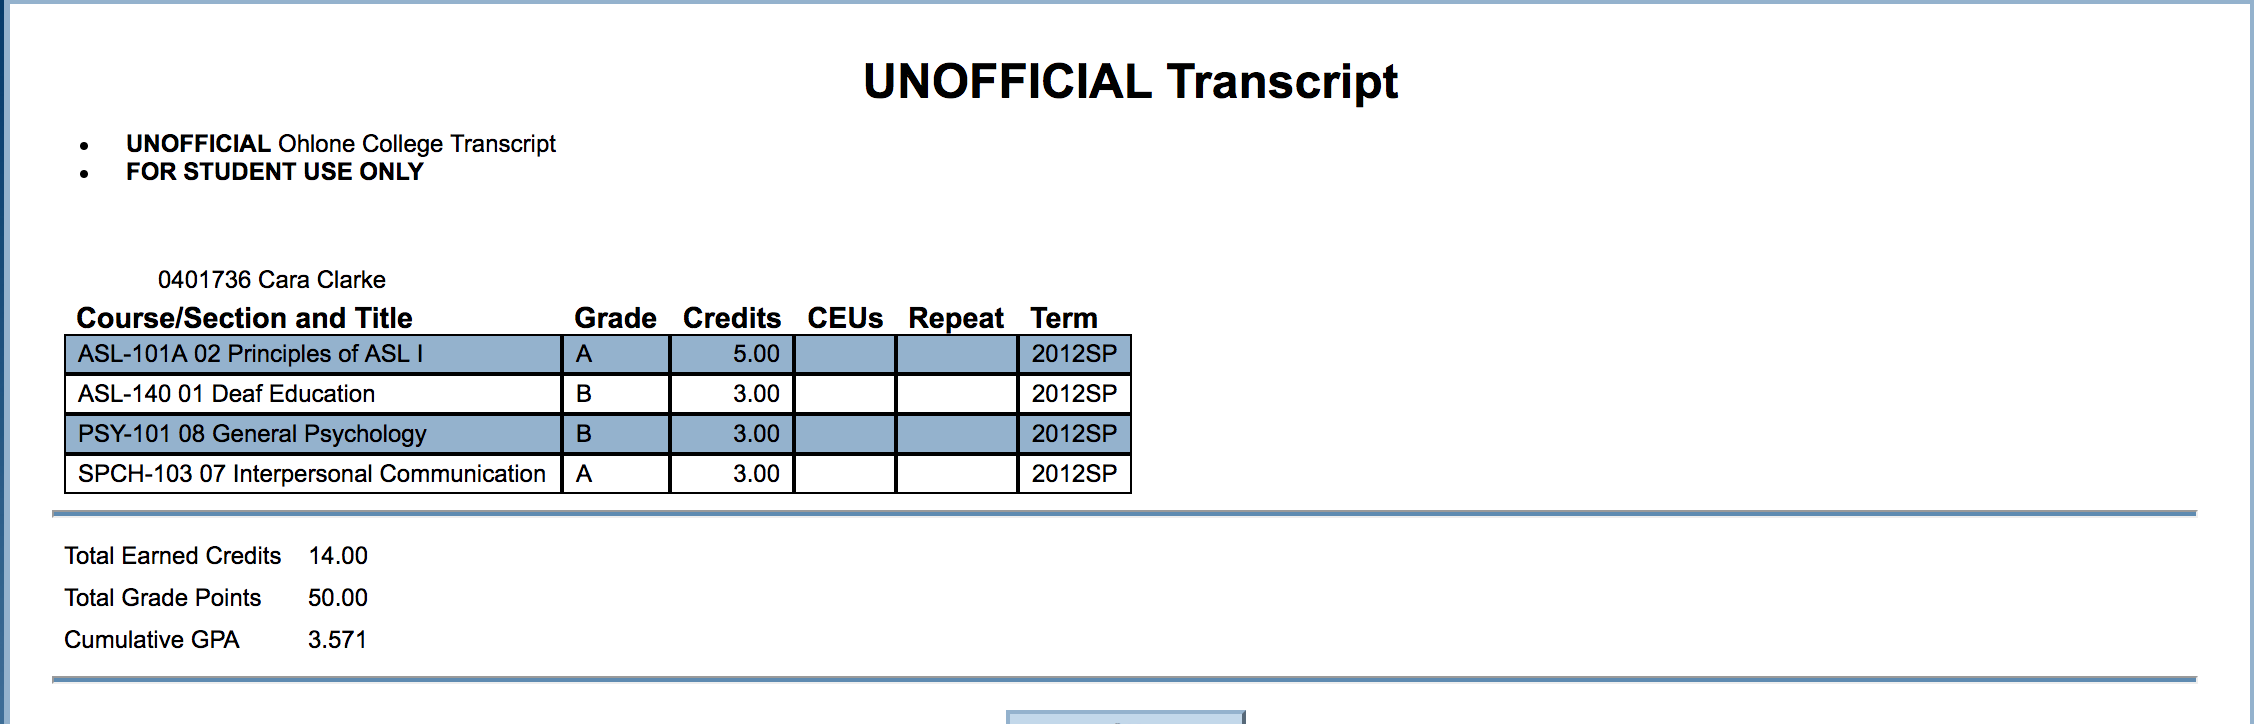 UNOFFICIAL Transcript
• UNOFFICIAL Ohlone College Transcript
• FOR STUDENT USE ONLY
0401736 Cara Clarke
Course/Section and Title Grade Credits CEUs Repeat Term
ASL-101A 02 Principles of ASL I A 5.00 2012SP
ASL-140 01 Deaf Education B 3.00 2012SP
PSY-101 08 General Psychology B 3.00 2012SP
SPCH-103 07 Interpersonal Communication A 3.00 2012SP
Total Earned Credits 14.00
Total Grade Points 50.00
Cumulative GPA 3.571